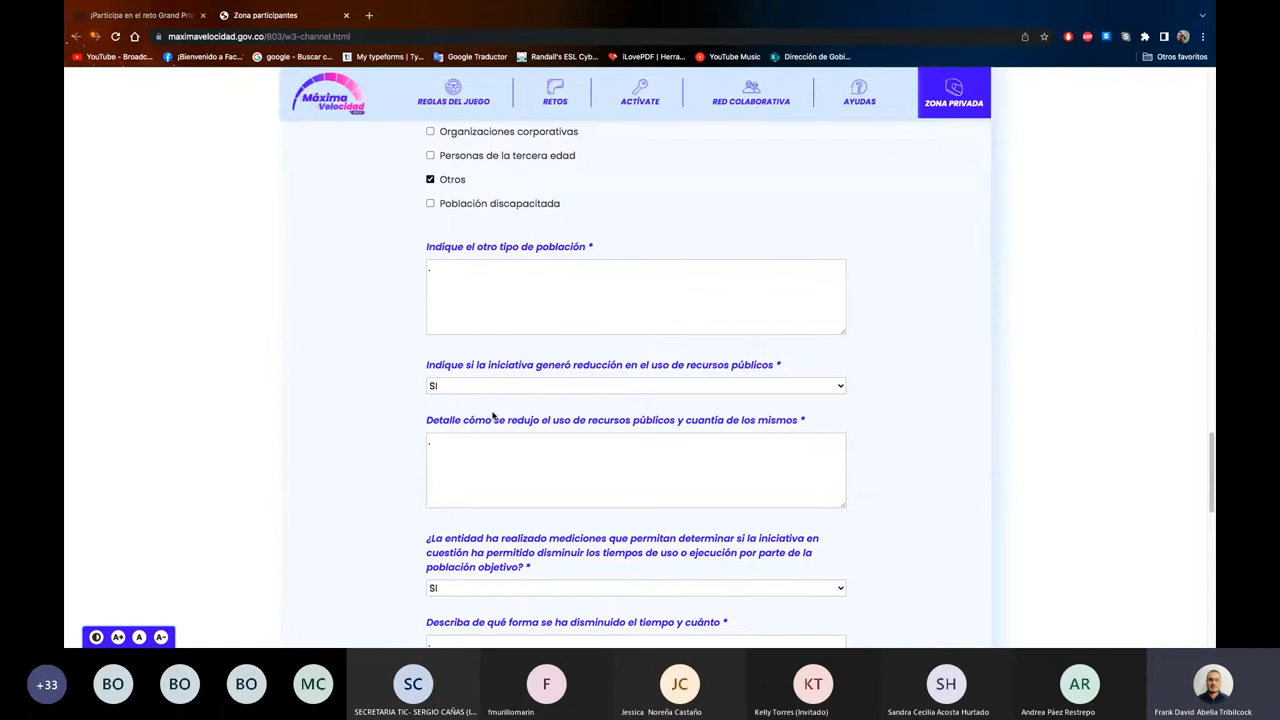 ¡Participa en el reto Grand Pri
Zona participantes
maximavelocidad.gov.co/803/w3-channel.html
YouTube - Broadc...
¡Bienvenido a Fac...
google - Buscar c...
My typeforms | Ty...
Google Traductor
Randall's ESL Cyb...
iLovePDF | Herra...
YouTube Music
Dirección de Gobi...
Otros favoritos
Máxima
Velocidad
REGLAS DEL JUEGO
RETOS
ACTÍVATE
RED COLABORATIVA
AYUDAS
ZONA PRIVADA
Organizaciones corporativas
Personas de la tercera edad
Otros
Población discapacitada
Indique el otro tipo de población *
.
Indique si la iniciativa generó reducción en el uso de recursos públicos *
SI
Detalle cómo se redujo el uso de recursos públicos y cuantía de los mismos *
.
¿La entidad ha realizado mediciones que permitan determinar si la iniciativa en
cuestión ha permitido disminuir los tiempos de uso o ejecución por parte de la
población objetivo? *
SI
Describa de qué forma se ha disminuido el tiempo y cuánto *
.
A+ A A-
+33
BO
BO
BO
MC
SC
F
JC
KT
SH
AR
SECRETARIA TIC- SERGIO CAÑAS (I...
fmurillomarin
Jessica Noreña Castaño
Kelly Torres (Invitado)
Sandra Cecilia Acosta Hurtado
Andrea Páez Restrepo
Frank David Abella Tribilcock